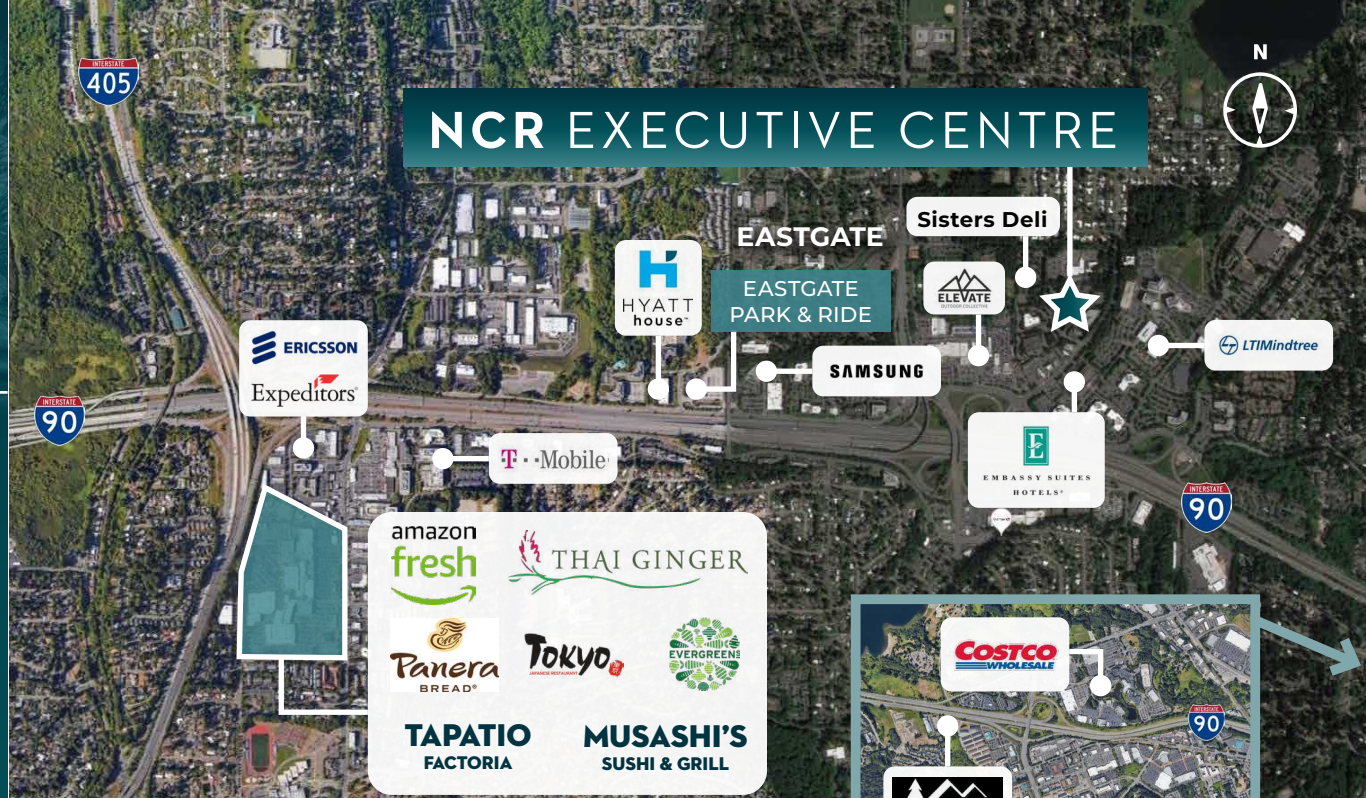 N
INTERSTATE
405
NCR EXECUTIVE CENTRE
Sisters Deli
EASTGATE
HYATT
house™
EASTGATE
PARK & RIDE
ELEVATE
OUTDOOR COLLECTIVE
LTIMindtree
ERICSSON
Expeditors®
SAMSUNG
INTERSTATE
90
T··Mobile
E
EMBASSY SUITES
HOTELS®
INTERSTATE
90
amazon
fresh
THAI GINGER
Panera
BREAD®
TOKYO
JAPANESE RESTAURANT
EVERGREENS
TAPATIO
FACTORIA
MUSASHI'S
SUSHI & GRILL
COSTCO
WHOLESALE
INTERSTATE
90